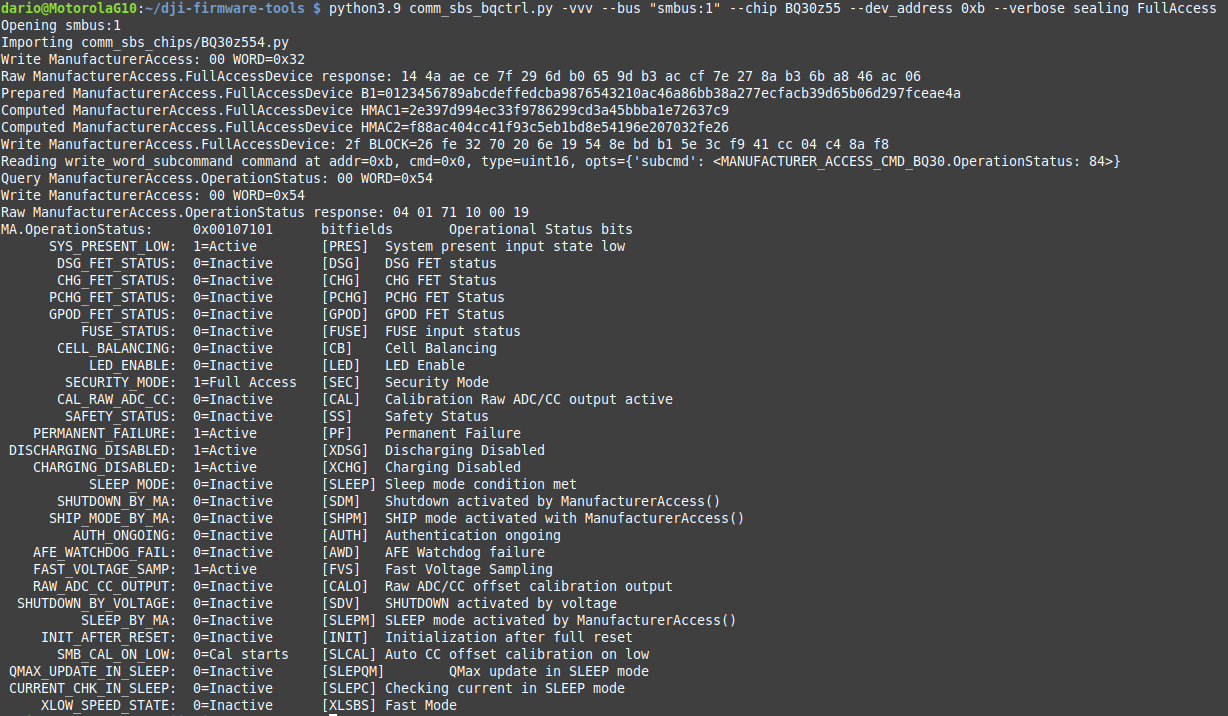 dario@MotorolaG10:~/dji-firmware-tools $ python3.9 comm_sbs_bqctrl.py -vvv --bus "smbus:1" --chip BQ30z55 --dev_address 0xb --verbose sealing FullAccess
Opening smbus:1
Importing comm_sbs_chips/BQ30z554.py
Write ManufacturerAccess: 00 WORD=0x32
Raw ManufacturerAccess.FullAccessDevice response: 14 4a ae ce 7f 29 6d b0 65 9d b3 ac cf 7e 27 8a b3 6b a8 46 ac 06
Prepared ManufacturerAccess.FullAccessDevice B1=0123456789abcdeffedcba9876543210ac46a86bb38a277ecfacb39d65b06d297fceae4a
Computed ManufacturerAccess.FullAccessDevice HMAC1=2e397d994ec33f9786299cd3a45bbba1e72637c9
Computed ManufacturerAccess.FullAccessDevice HMAC2=f88ac404cc41f93c5eb1bd8e54196e207032fe26
Write ManufacturerAccess.FullAccessDevice: 2f BLOCK=26 fe 32 70 20 6e 19 54 8e bd b1 5e 3c f9 41 cc 04 c4 8a f8
Reading write_word_subcommand command at addr=0xb, cmd=0x0, type=uint16, opts={'subcmd': <MANUFACTURER_ACCESS_CMD_BQ30.OperationStatus: 84>}
Query ManufacturerAccess.OperationStatus: 00 WORD=0x54
Write ManufacturerAccess: 00 WORD=0x54
Raw ManufacturerAccess.OperationStatus response: 04 01 71 10 00 19
MA.OperationStatus: 0x00107101 bitfields Operational Status bits
SYS_PRESENT_LOW: 1=Active [PRES] System present input state low
DSG_FET_STATUS: 0=Inactive [DSG] DSG FET status
CHG_FET_STATUS: 0=Inactive [CHG] CHG FET Status
PCHG_FET_STATUS: 0=Inactive [PCHG] PCHG FET Status
GPOD_FET_STATUS: 0=Inactive [GPOD] GPOD FET Status
FUSE_STATUS: 0=Inactive [FUSE] FUSE input status
CELL_BALANCING: 0=Inactive [CB] Cell Balancing
LED_ENABLE: 0=Inactive [LED] LED Enable
SECURITY_MODE: 1=Full Access [SEC] Security Mode
CAL_RAW_ADC_CC: 0=Inactive [CAL] Calibration Raw ADC/CC output active
SAFETY_STATUS: 0=Inactive [SS] Safety Status
PERMANENT_FAILURE: 1=Active [PF] Permanent Failure
DISCHARGING_DISABLED: 1=Active [XDSG] Discharging Disabled
CHARGING_DISABLED: 1=Active [XCHG] Charging Disabled
SLEEP_MODE: 0=Inactive [SLEEP] Sleep mode condition met
SHUTDOWN_BY_MA: 0=Inactive [SDM] Shutdown activated by ManufacturerAccess()
SHIP_MODE_BY_MA: 0=Inactive [SHPM] SHIP mode activated with ManufacturerAccess()
AUTH_ONGOING: 0=Inactive [AUTH] Authentication ongoing
AFE_WATCHDOG_FAIL: 0=Inactive [AWD] AFE Watchdog failure
FAST_VOLTAGE_SAMP: 1=Active [FVS] Fast Voltage Sampling
RAW_ADC_CC_OUTPUT: 0=Inactive [CALO] Raw ADC/CC offset calibration output
SHUTDOWN_BY_VOLTAGE: 0=Inactive [SDV] SHUTDOWN activated by voltage
SLEEP_BY_MA: 0=Inactive [SLEPM] SLEEP mode activated by ManufacturerAccess()
INIT_AFTER_RESET: 0=Inactive [INIT] Initialization after full reset
SMB_CAL_ON_LOW: 0=Cal starts [SLCAL] Auto CC offset calibration on low
QMAX_UPDATE_IN_SLEEP: 0=Inactive [SLEPQM] QMax update in SLEEP mode
CURRENT_CHK_IN_SLEEP: 0=Inactive [SLEPC] Checking current in SLEEP mode
XLOW_SPEED_STATE: 0=Inactive [XLSBS] Fast Mode